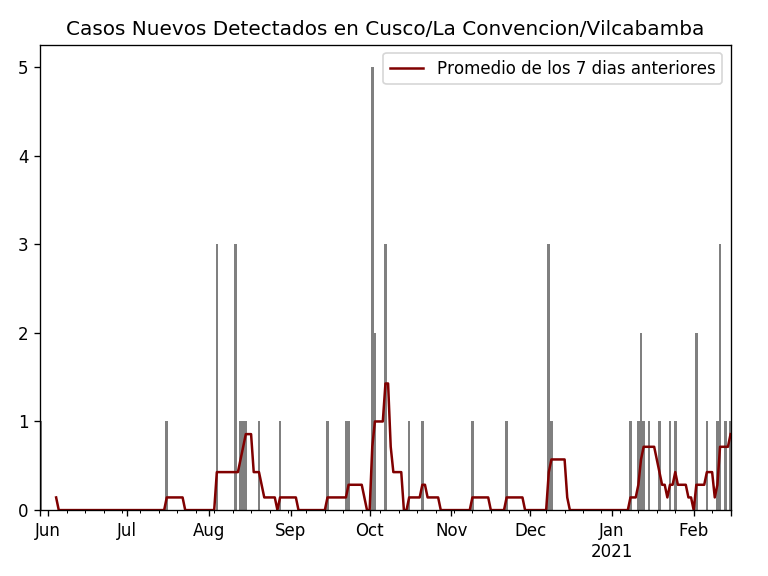 Casos Nuevos Detectados en Cusco/La Convencion/Vilcabamba
Promedio de los 7 dias anteriores
5
4
3
2
1
0
Jun Jul Aug Sep Oct Nov Dec Jan Feb
2021